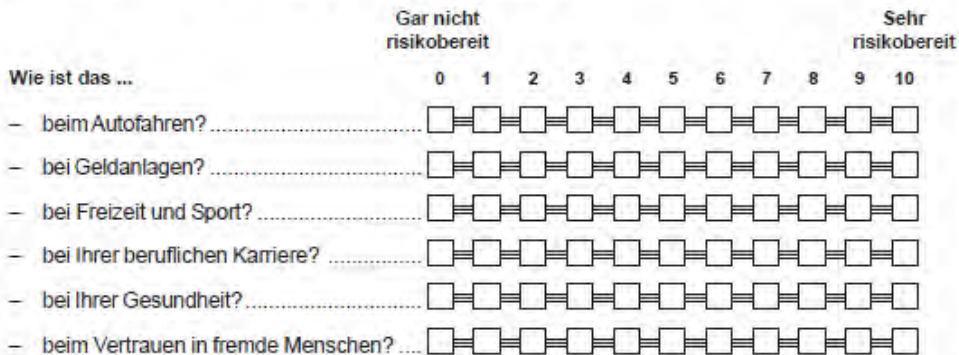 Gar nicht Sehr
risikobereit risikobereit
Wie ist das ... 0 1 2 3 4 5 6 7 8 9 10
– beim Autofahren? ....................................
– bei Geldanlagen? ....................................
– bei Freizeit und Sport? ............................
– bei Ihrer beruflichen Karriere? ................
– bei Ihrer Gesundheit? ..............................
– beim Vertrauen in fremde Menschen? ....